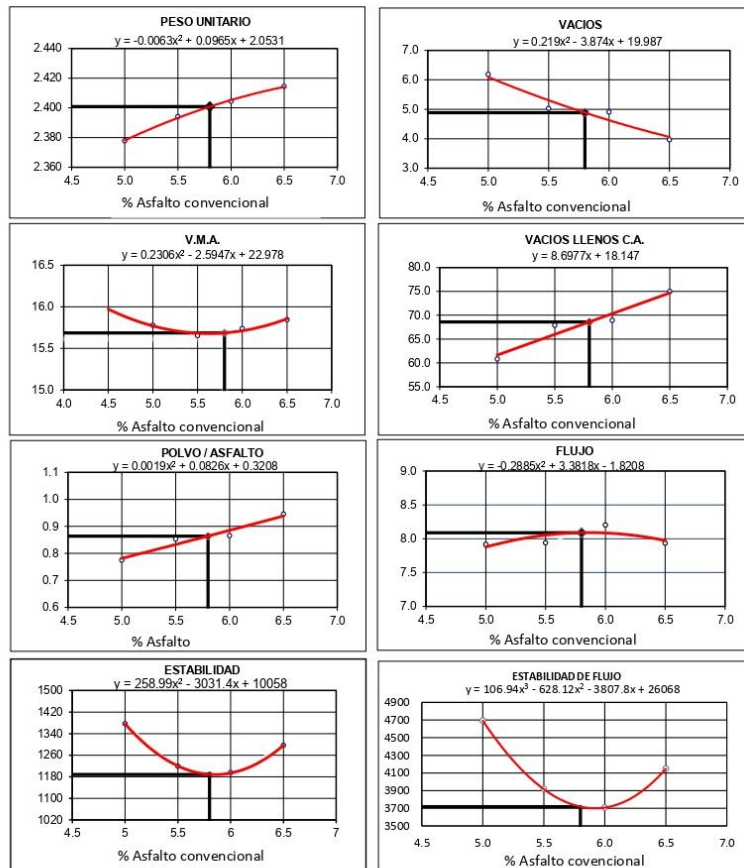 PESO UNITARIO
y = -0.0063x² + 0.0965x + 2.0531
2.440
2.420
2.400
2.380
2.360
4.5 5.0 5.5 6.0 6.5 7.0
% Asfalto convencional
VACIOS
y = 0.219x² - 3.874x + 19.987
7.0
6.0
5.0
4.0
3.0
4.5 5.0 5.5 6.0 6.5 7.0
% Asfalto convencional
V.M.A.
y = 0.2306x² - 2.5947x + 22.978
16.5
16.0
15.5
15.0
4.0 4.5 5.0 5.5 6.0 6.5 7.0
% Asfalto convencional
VACIOS LLENOS C.A.
y = 8.6977x + 18.147
80.0
75.0
70.0
65.0
60.0
55.0
4.5 5.0 5.5 6.0 6.5 7.0
% Asfalto convencional
POLVO / ASFALTO
y = 0.0019x² + 0.0826x + 0.3208
1.1
1.0
0.9
0.8
0.7
0.6
4.5 5.0 5.5 6.0 6.5 7.0
% Asfalto
FLUJO
y = -0.2885x² + 3.3818x - 1.8208
9.0
8.5
8.0
7.5
7.0
4.5 5.0 5.5 6.0 6.5 7.0
% Asfalto convencional
ESTABILIDAD
y = 258.99x² - 3031.4x + 10058
1500
1420
1340
1260
1180
1100
1020
4.5 5 5.5 6 6.5 7
% Asfalto convencional
ESTABILIDAD DE FLUJO
y = 106.94x³ - 628.12x² - 3807.8x + 26068
4900
4700
4500
4300
4100
3900
3700
3500
4.5 5.0 5.5 6.0 6.5 7.0
% Asfalto convencional